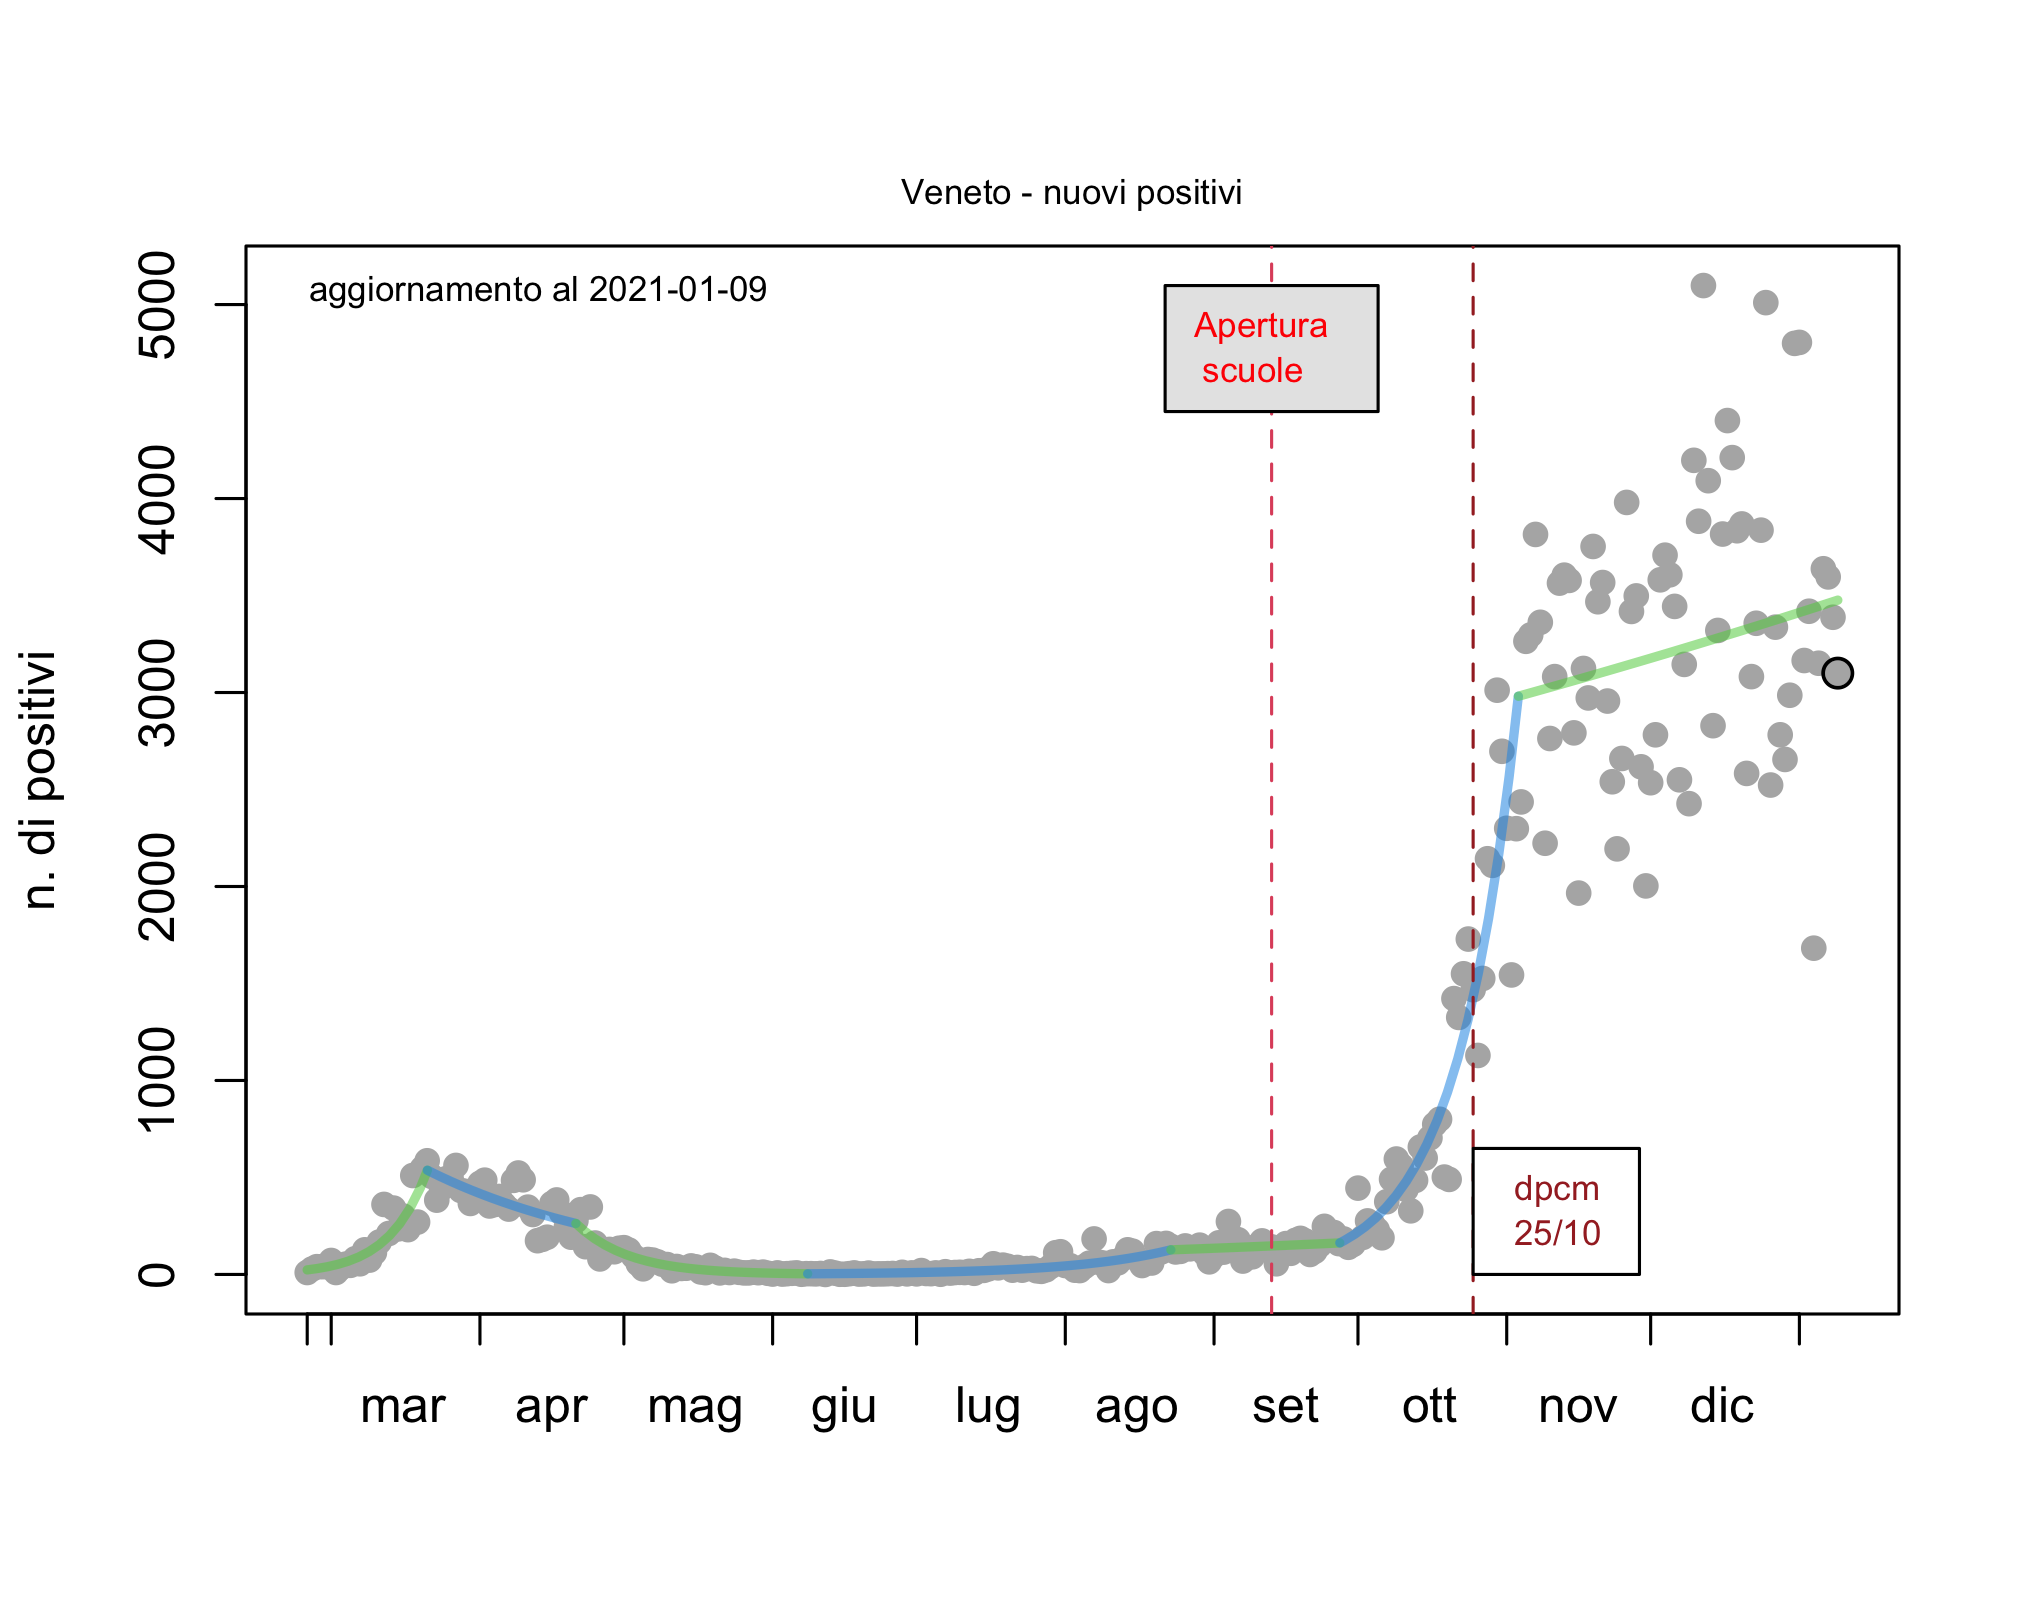 Veneto - nuovi positivi
aggiornamento al 2021-01-09
Apertura
scuole
dpcm
25/10
n. di positivi
5000
4000
3000
2000
1000
0
mar apr mag giu lug ago set ott nov dic